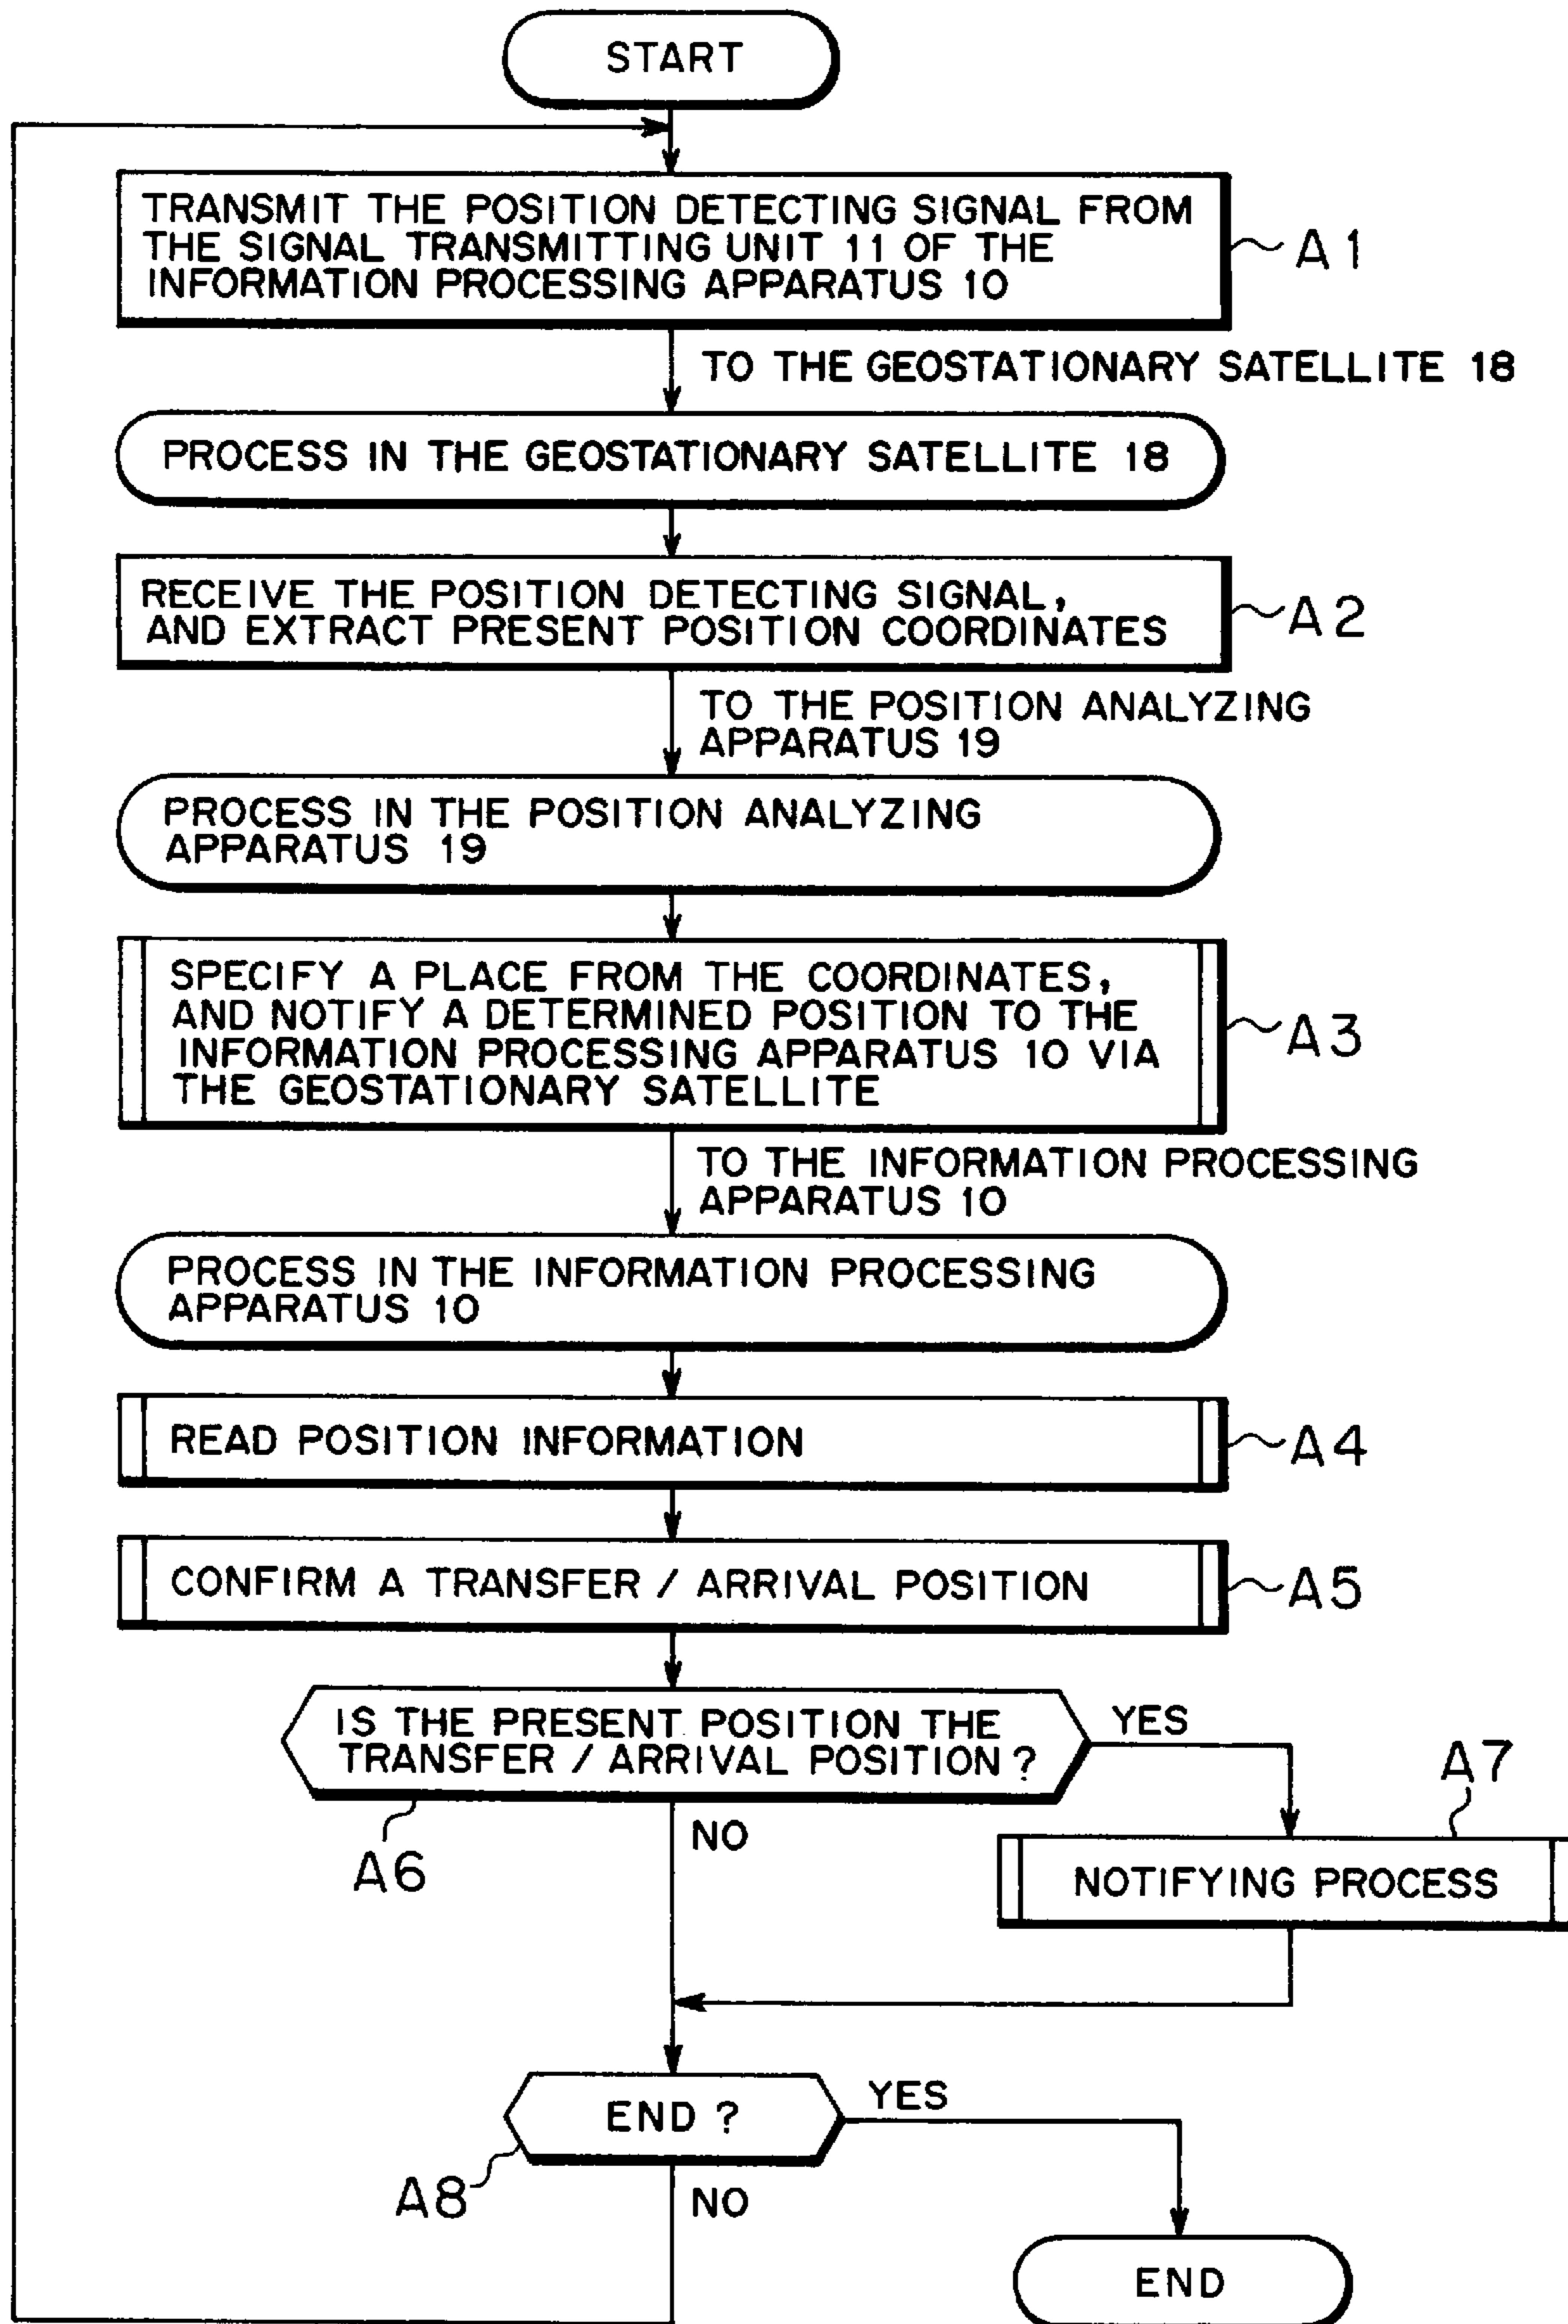 START
TRANSMIT THE POSITION DETECTING SIGNAL FROM
THE SIGNAL TRANSMITTING UNIT 11 OF THE
INFORMATION PROCESSING APPARATUS 10
A1
TO THE GEOSTATIONARY SATELLITE 18
PROCESS IN THE GEOSTATIONARY SATELLITE 18
RECEIVE THE POSITION DETECTING SIGNAL,
AND EXTRACT PRESENT POSITION COORDINATES
A2
TO THE POSITION ANALYZING
APPARATUS 19
PROCESS IN THE POSITION ANALYZING
APPARATUS 19
SPECIFY A PLACE FROM THE COORDINATES,
AND NOTIFY A DETERMINED POSITION TO THE
INFORMATION PROCESSING APPARATUS 10 VIA
THE GEOSTATIONARY SATELLITE
A3
TO THE INFORMATION PROCESSING
APPARATUS 10
PROCESS IN THE INFORMATION PROCESSING
APPARATUS 10
READ POSITION INFORMATION
A4
CONFIRM A TRANSFER / ARRIVAL POSITION
A5
IS THE PRESENT POSITION THE
TRANSFER / ARRIVAL POSITION ?
YES
A6
NO
A7
NOTIFYING PROCESS
END ?
YES
A8
NO
END